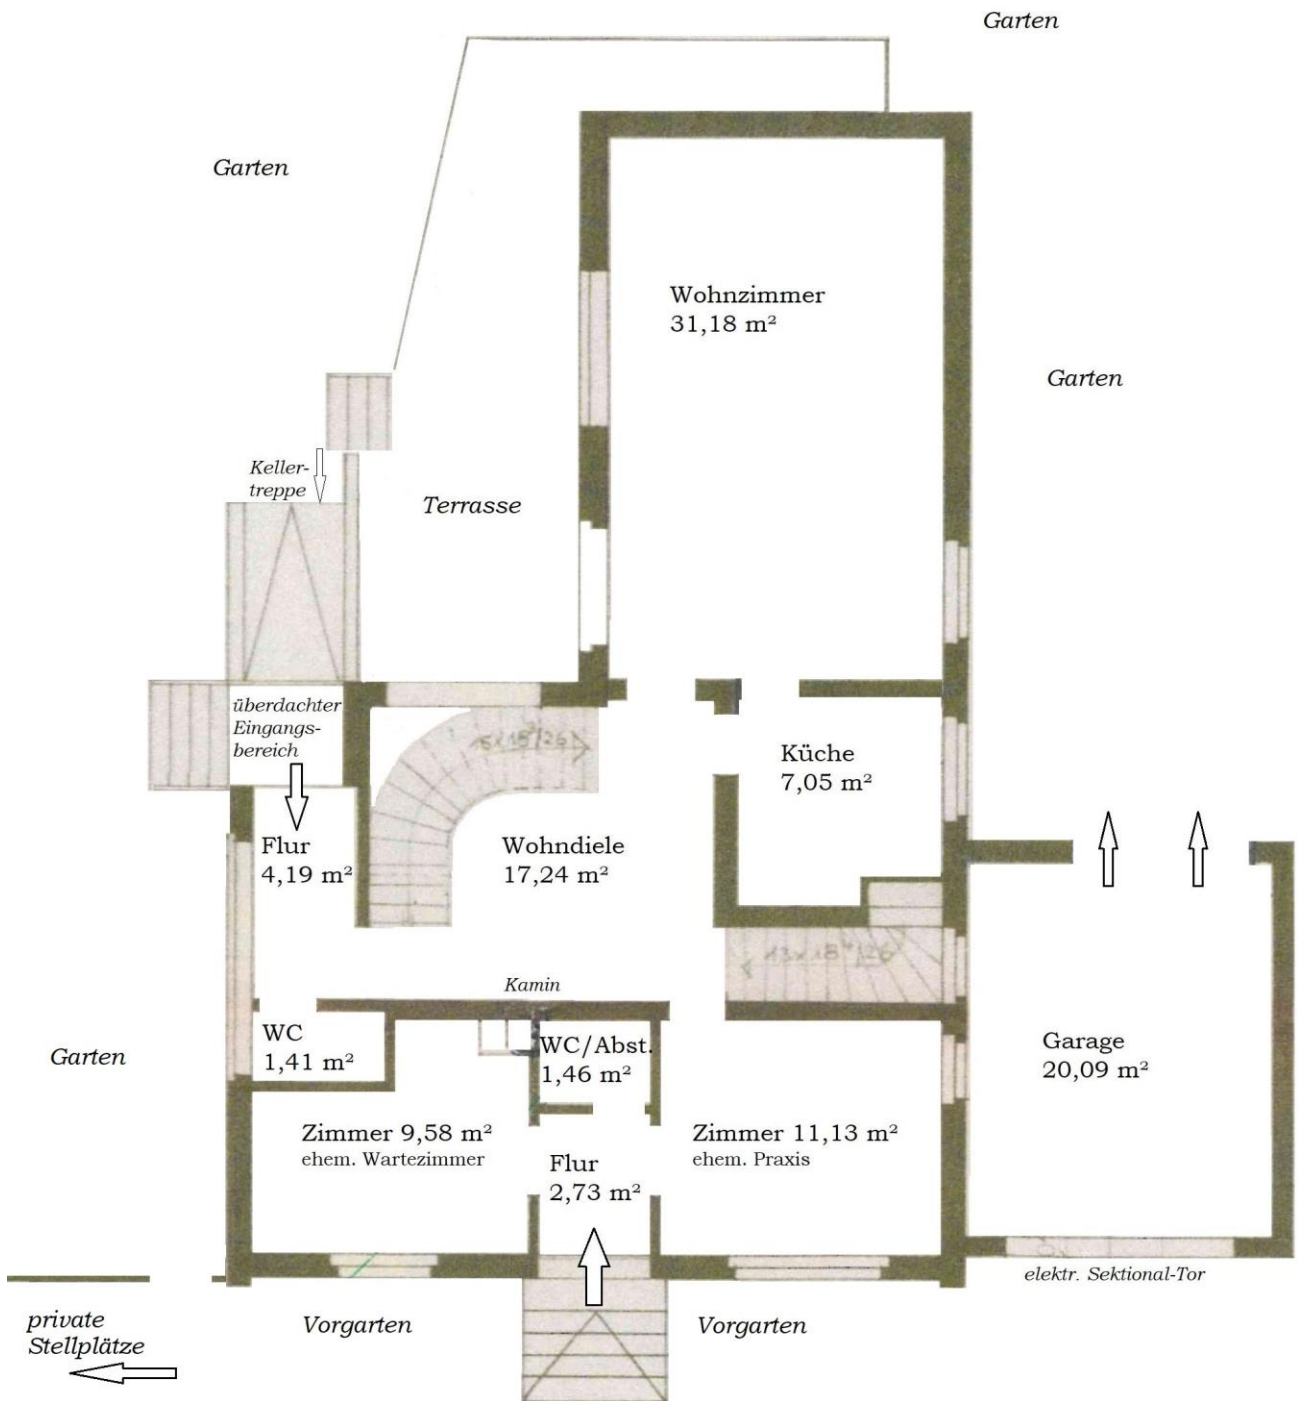 Garten
Garten
Wohnzimmer
31,18 m²
Garten
Keller-
treppe
Terrasse
überdachter
Eingangs-
bereich
Küche
7,05 m²
Flur
4,19 m²
Wohndiele
17,24 m²
Kamin
WC
1,41 m²
WC/Abst.
1,46 m²
Garage
20,09 m²
Garten
Zimmer 9,58 m²
ehem. Wartezimmer
Zimmer 11,13 m²
ehem. Praxis
Flur
2,73 m²
elektr. Sektional-Tor
private
Stellplätze
Vorgarten
Vorgarten